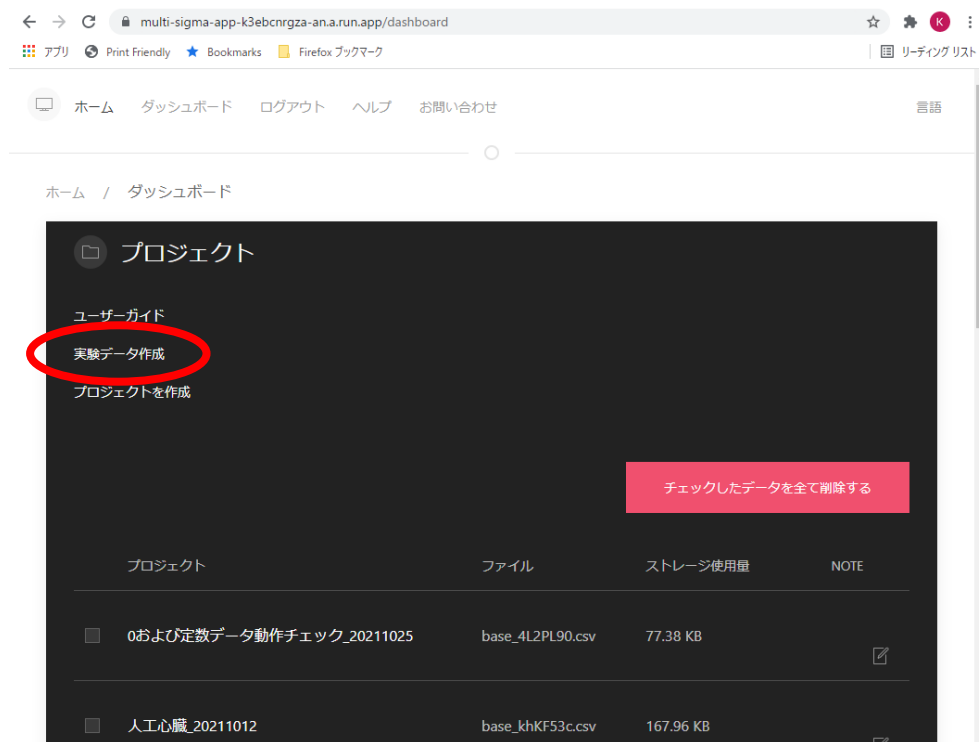 multi-sigma-app-k3ebcnrgza-an.a.run.app/dashboard
K
アプリ Print Friendly Bookmarks Firefox ブックマーク リーディング リスト
ホーム ダッシュボード ログアウト ヘルプ お問い合わせ 言語
ホーム / ダッシュボード
プロジェクト
ユーザーガイド
実験データ作成
プロジェクトを作成
チェックしたデータを全て削除する
プロジェクト ファイル ストレージ使用量 NOTE
0および定数データ動作チェック_20211025 base_4L2PL90.csv 77.38 KB
人工心臓_20211012 base_khKF53c.csv 167.96 KB